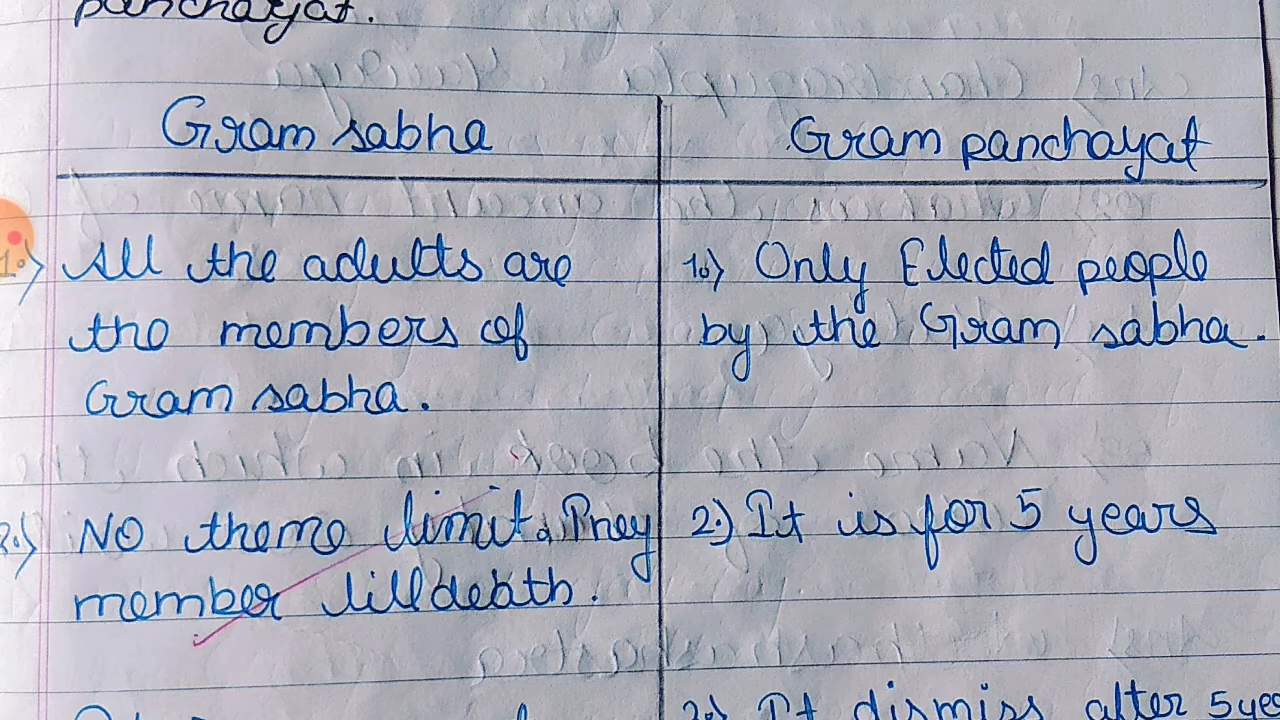 panchayat.
Gram sabha
Gram panchayat
1.) All the adults are
the members of
Gram sabha.
1.) Only Elected people
by the Gram sabha.
2.) NO theme limit. They
member till death.
2.) It is for 5 years
It dismiss after 5